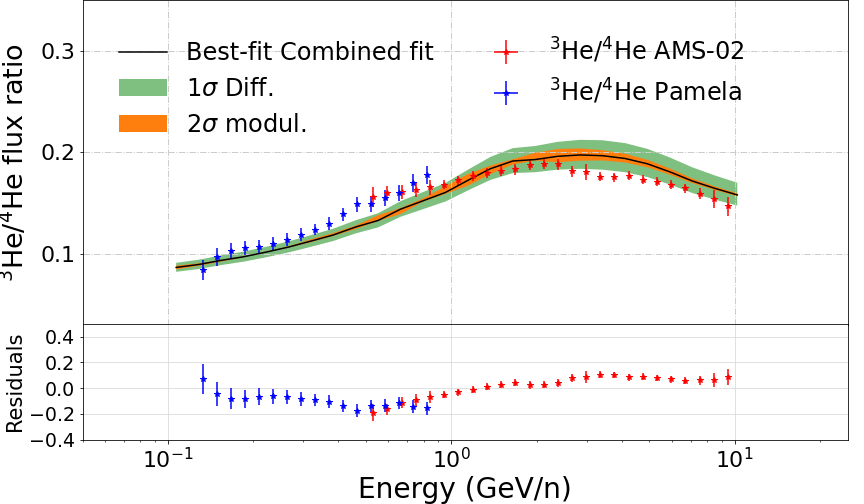 Best-fit Combined fit
1σ Diff.
2σ modul.
³He/⁴He AMS-02
³He/⁴He Pamela
³He/⁴He flux ratio
0.3
0.2
0.1
Residuals
0.4
0.2
0.0
−0.2
−0.4
10⁻¹
10⁰
10¹
Energy (GeV/n)